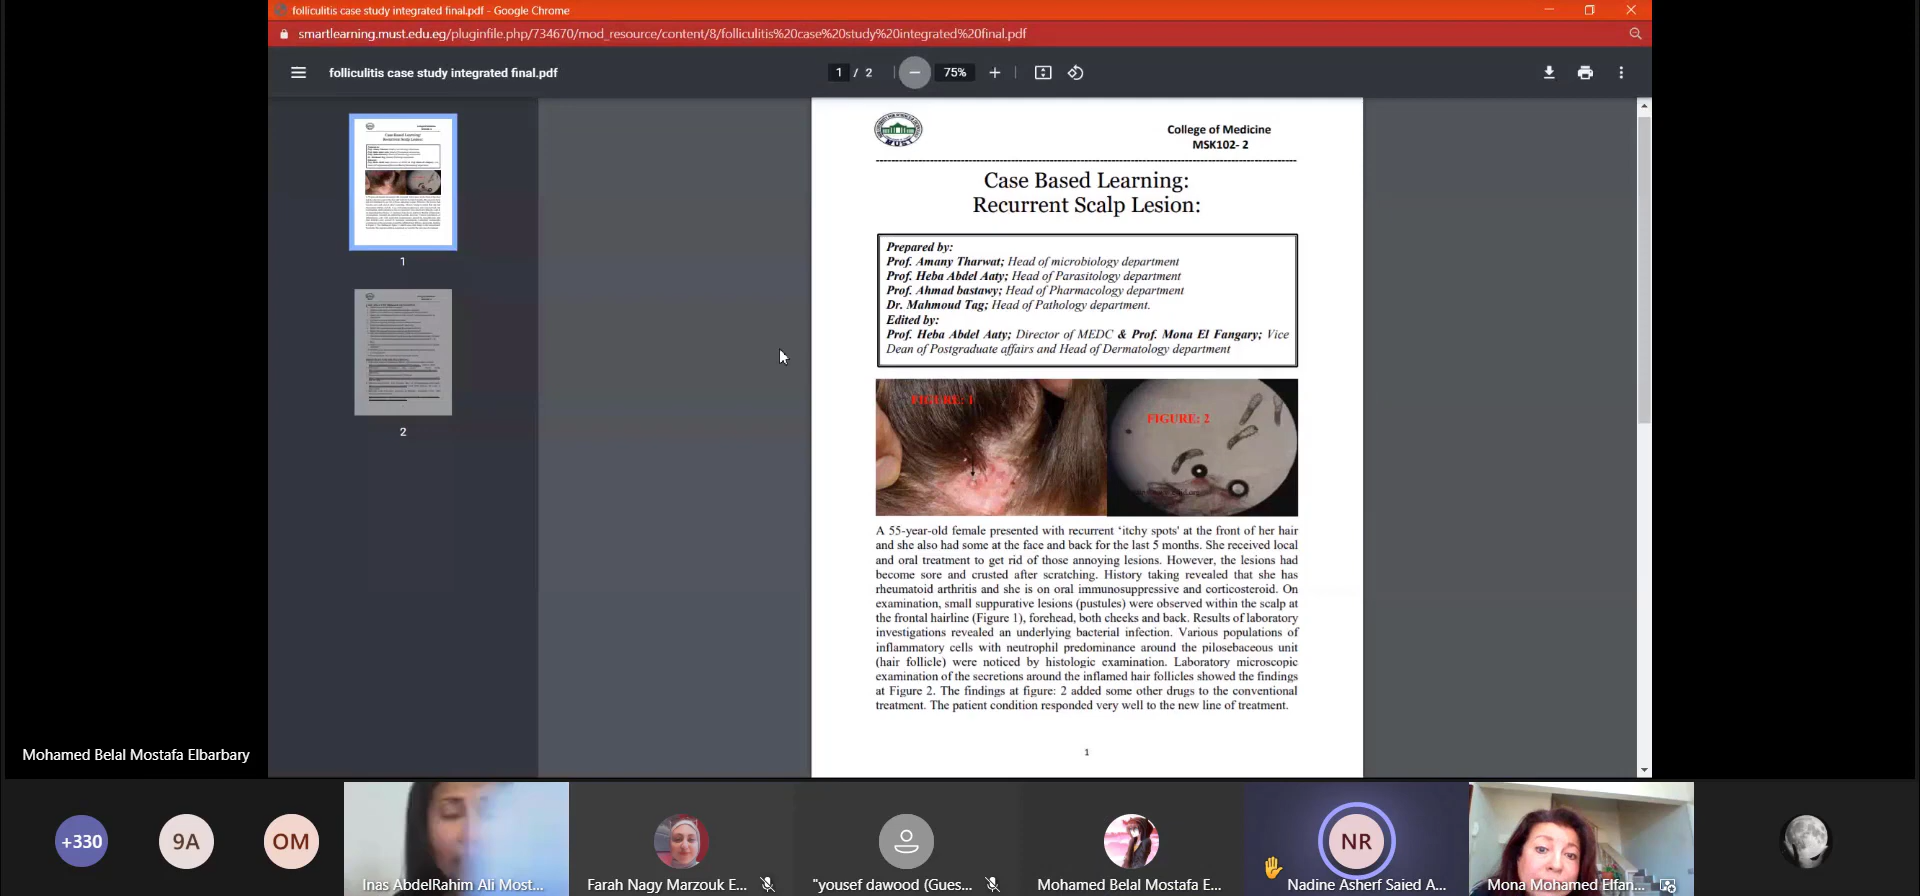 folliculitis case study integrated final.pdf - Google Chrome
smartlearning.must.edu.eg/pluginfile.php/734670/mod_resource/content/8/folliculitis%20case%20study%20integrated%20final.pdf
folliculitis case study integrated final.pdf
1 / 2
75%
1
2
MUST
College of Medicine
MSK102- 2
Case Based Learning:
Recurrent Scalp Lesion:
Prepared by:
Prof. Amany Tharwat; Head of microbiology department
Prof. Heba Abdel Aaty; Head of Parasitology department
Prof. Ahmad bastawy; Head of Pharmacology department
Dr. Mahmoud Tag; Head of Pathology department.
Edited by:
Prof. Heba Abdel Aaty; Director of MEDC & Prof. Mona El Fangary; Vice
Dean of Postgraduate affairs and Head of Dermatology department
FIGURE: 1
FIGURE: 2
A 55-year-old female presented with recurrent ‘itchy spots' at the front of her hair
and she also had some at the face and back for the last 5 months. She received local
and oral treatment to get rid of those annoying lesions. However, the lesions had
become sore and crusted after scratching. History taking revealed that she has
rheumatoid arthritis and she is on oral immunosuppressive and corticosteroid. On
examination, small suppurative lesions (pustules) were observed within the scalp at
the frontal hairline (Figure 1), forehead, both checks and back. Results of laboratory
investigations revealed an underlying bacterial infection. Various populations of
inflammatory cells with neutrophil predominance around the pilosebaceous unit
(hair follicle) were noticed by histologic examination. Laboratory microscopic
examination of the secretions around the inflamed hair follicles showed the findings
at Figure 2. The findings at figure: 2 added some other drugs to the conventional
treatment. The patient condition responded very well to the new line of treatment.
1
Mohamed Belal Mostafa Elbarbary
+330
9A
OM
NR
Inas AbdelRahim Ali Most...
Farah Nagy Marzouk E...
"yousef dawood (Gues...
Mohamed Belal Mostafa E...
Nadine Asherf Saied A...
Mona Mohamed Elfan...